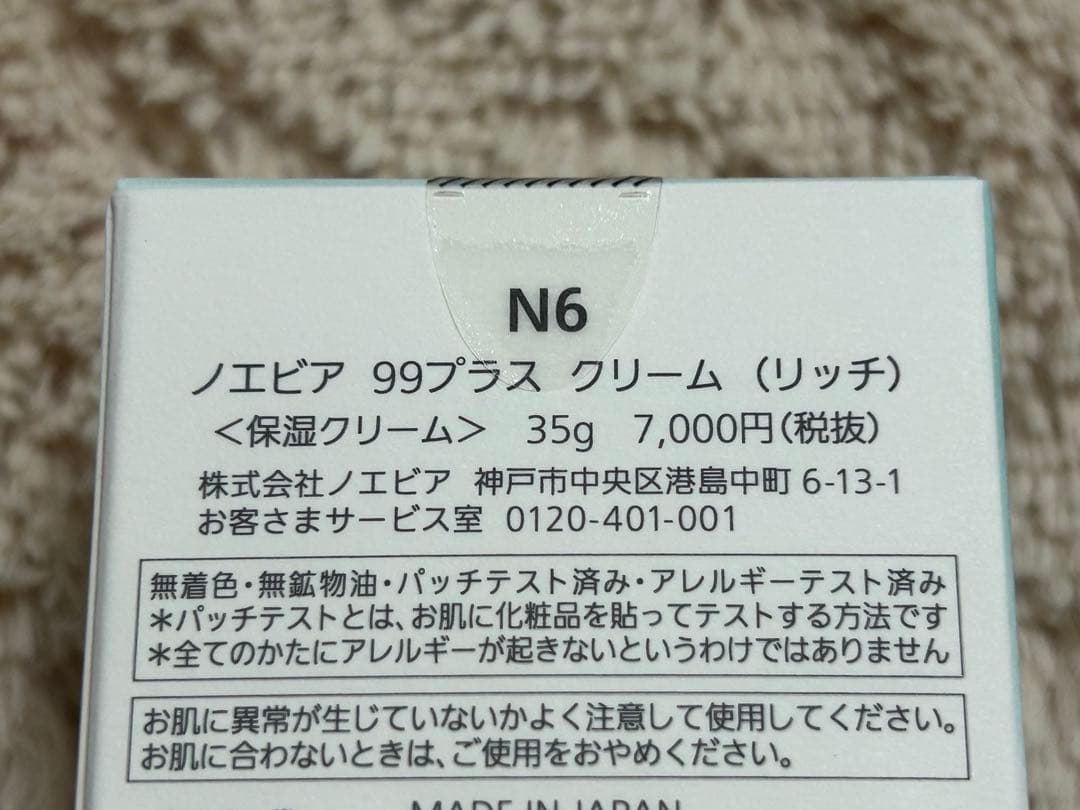 N6
ノエビア 99プラス クリーム （リッチ）
＜保湿クリーム＞ 35g 7,000円（税抜）
株式会社ノエビア 神戸市中央区港島中町 6-13-1
お客さまサービス室 0120-401-001
無着色・無鉱物油・パッチテスト済み・アレルギーテスト済み
＊パッチテストとは、お肌に化粧品を貼ってテストする方法です
＊全てのかたにアレルギーが起きないというわけではありません
お肌に異常が生じていないかよく注意して使用してください。
お肌に合わないときは、ご使用をおやめください。
MADE IN JAPAN